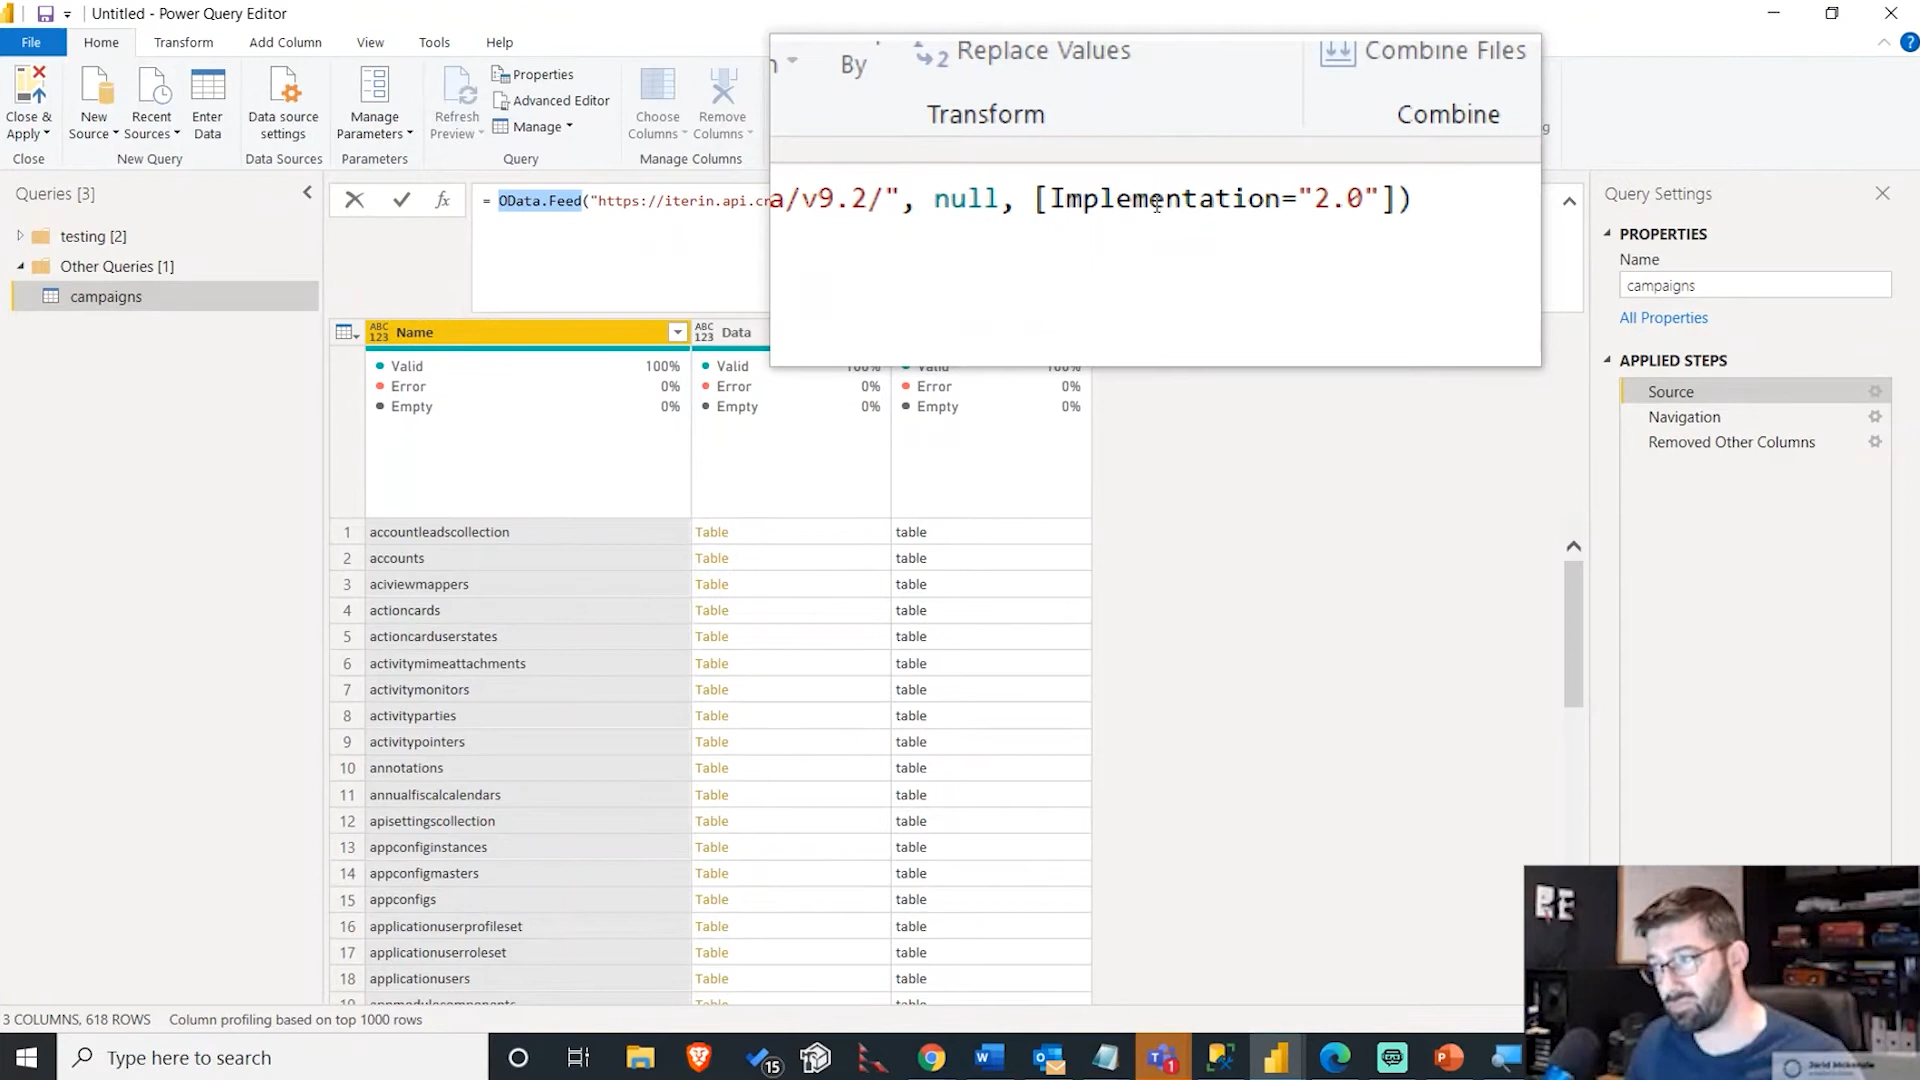 Untitled - Power Query Editor
File
Home
Transform
Add Column
View
Tools
Help
Close & Apply
New Source
Recent Sources
Enter Data
Data source settings
Manage Parameters
Refresh Preview
Properties
Advanced Editor
Manage
Choose Columns
Remove Columns
Close
New Query
Data Sources
Parameters
Query
Manage Columns
By
Replace Values
Combine Files
Transform
Combine
Queries [3]
testing [2]
Other Queries [1]
campaigns
= OData.Feed("https://iterin.api.cr
a/v9.2/", null, [Implementation="2.0"])
ABC 123 Name
ABC 123 Data
Valid 100%
Error 0%
Empty 0%
Valid 100%
Error 0%
Empty 0%
Valid 100%
Error 0%
Empty 0%
1 accountleadscollection Table table
2 accounts Table table
3 aciviewmappers Table table
4 actioncards Table table
5 actioncarduserstates Table table
6 activitymimeattachments Table table
7 activitymonitors Table table
8 activityparties Table table
9 activitypointers Table table
10 annotations Table table
11 annualfiscalcalendars Table table
12 apisettingscollection Table table
13 appconfiginstances Table table
14 appconfigmasters Table table
15 appconfigs Table table
16 applicationuserprofileset Table table
17 applicationuserroleset Table table
18 applicationusers Table table
Query Settings
PROPERTIES
Name
campaigns
All Properties
APPLIED STEPS
Source
Navigation
Removed Other Columns
3 COLUMNS, 618 ROWS
Column profiling based on top 1000 rows
Type here to search
15
1